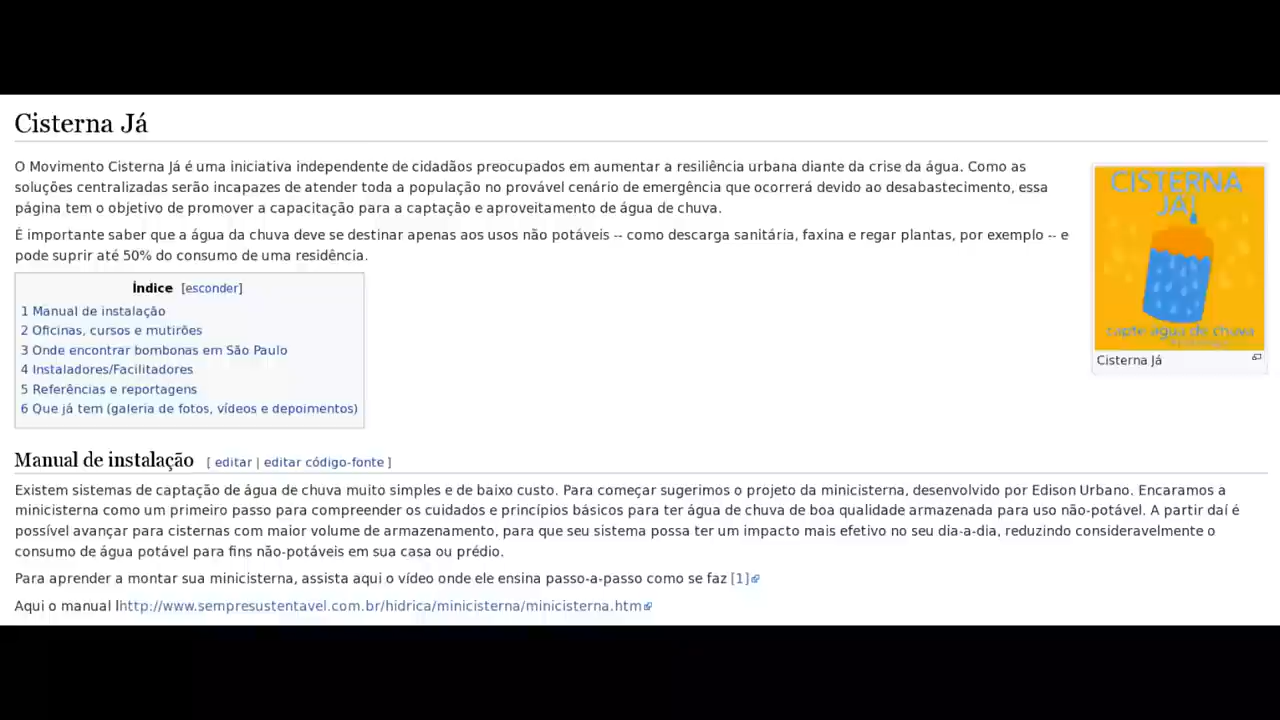 Cisterna Já
O Movimento Cisterna Já é uma iniciativa independente de cidadãos preocupados em aumentar a resiliência urbana diante da crise da água. Como as
soluções centralizadas serão incapazes de atender toda a população no provável cenário de emergência que ocorrerá devido ao desabastecimento, essa
página tem o objetivo de promover a capacitação para a captação e aproveitamento de água de chuva.
É importante saber que a água da chuva deve se destinar apenas aos usos não potáveis -- como descarga sanitária, faxina e regar plantas, por exemplo -- e
pode suprir até 50% do consumo de uma residência.
CISTERNA
JÁ!
capte água da chuva
Cisterna Já
Índice [esconder]
1 Manual de instalação
2 Oficinas, cursos e mutirões
3 Onde encontrar bombonas em São Paulo
4 Instaladores/Facilitadores
5 Referências e reportagens
6 Que já tem (galeria de fotos, vídeos e depoimentos)
Manual de instalação [ editar | editar código-fonte ]
Existem sistemas de captação de água de chuva muito simples e de baixo custo. Para começar sugerimos o projeto da minicisterna, desenvolvido por Edison Urbano. Encaramos a
minicisterna como um primeiro passo para compreender os cuidados e princípios básicos para ter água de chuva de boa qualidade armazenada para uso não-potável. A partir daí é
possível avançar para cisternas com maior volume de armazenamento, para que seu sistema possa ter um impacto mais efetivo no seu dia-a-dia, reduzindo consideravelmente o
consumo de água potável para fins não-potáveis em sua casa ou prédio.
Para aprender a montar sua minicisterna, assista aqui o vídeo onde ele ensina passo-a-passo como se faz [1]
Aqui o manual lhttp://www.sempresustentavel.com.br/hidrica/minicisterna/minicisterna.htm